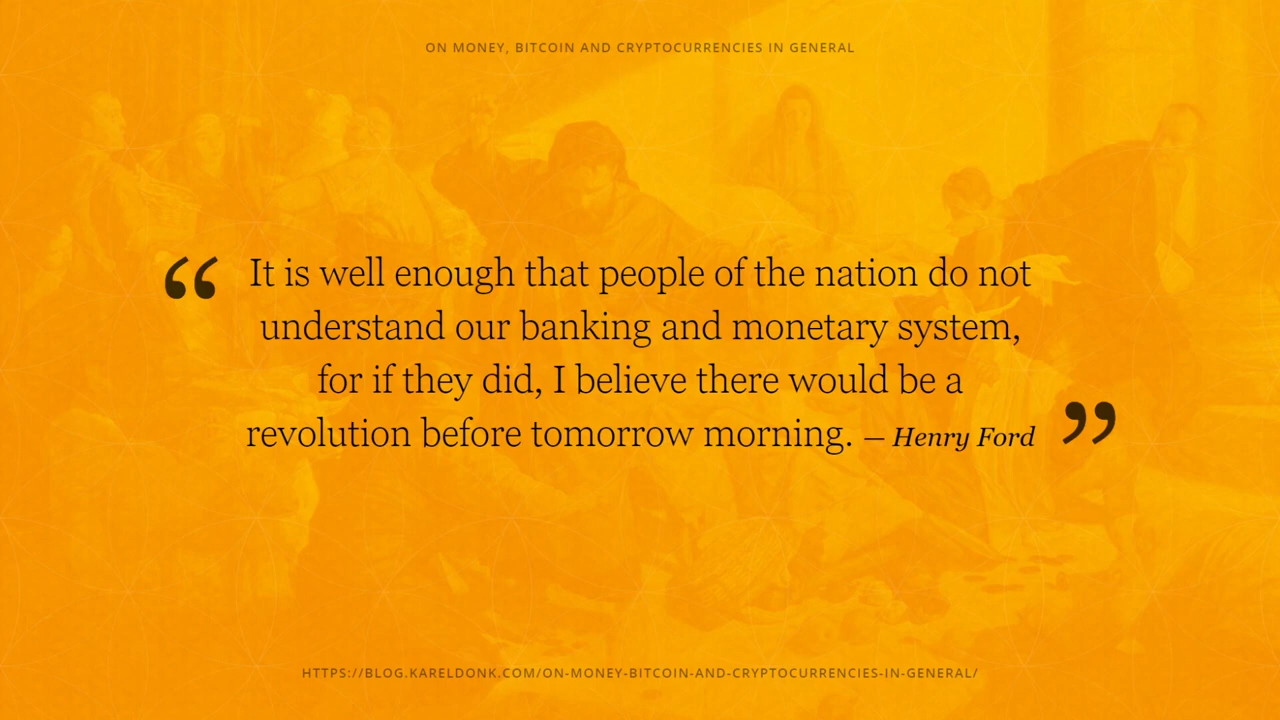 ON MONEY, BITCOIN AND CRYPTOCURRENCIES IN GENERAL
“ It is well enough that people of the nation do not
understand our banking and monetary system,
for if they did, I believe there would be a
revolution before tomorrow morning. — Henry Ford ”
HTTPS://BLOG.KARELDONK.COM/ON-MONEY-BITCOIN-AND-CRYPTOCURRENCIES-IN-GENERAL/